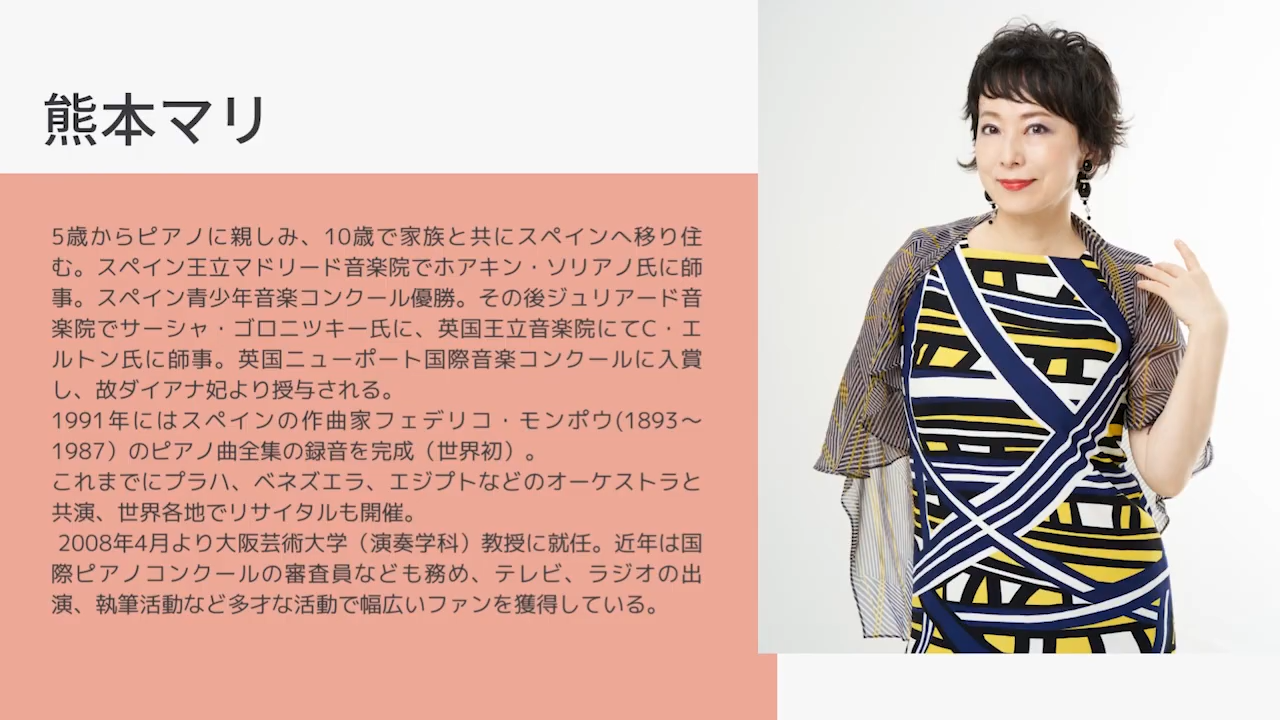 熊本マリ
5歳からピアノに親しみ、10歳で家族と共にスペインへ移り住
む。スペイン王立マドリード音楽院でホアキン・ソリアノ氏に師
事。スペイン青少年音楽コンクール優勝。その後ジュリアード音
楽院でサーシャ・ゴロニツキー氏に、英国王立音楽院にてC・エ
ルトン氏に師事。英国ニューポート国際音楽コンクールに入賞
し、故ダイアナ妃より授与される。
1991年にはスペインの作曲家フェデリコ・モンポウ(1893〜
1987）のピアノ曲全集の録音を完成（世界初）。
これまでにプラハ、ベネズエラ、エジプトなどのオーケストラと
共演、世界各地でリサイタルも開催。
2008年4月より大阪芸術大学（演奏学科）教授に就任。近年は国
際ピアノコンクールの審査員なども務め、テレビ、ラジオの出
演、執筆活動など多才な活動で幅広いファンを獲得している。